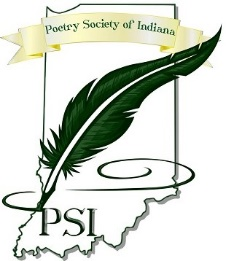 Poetry Society of Indiana
PSI